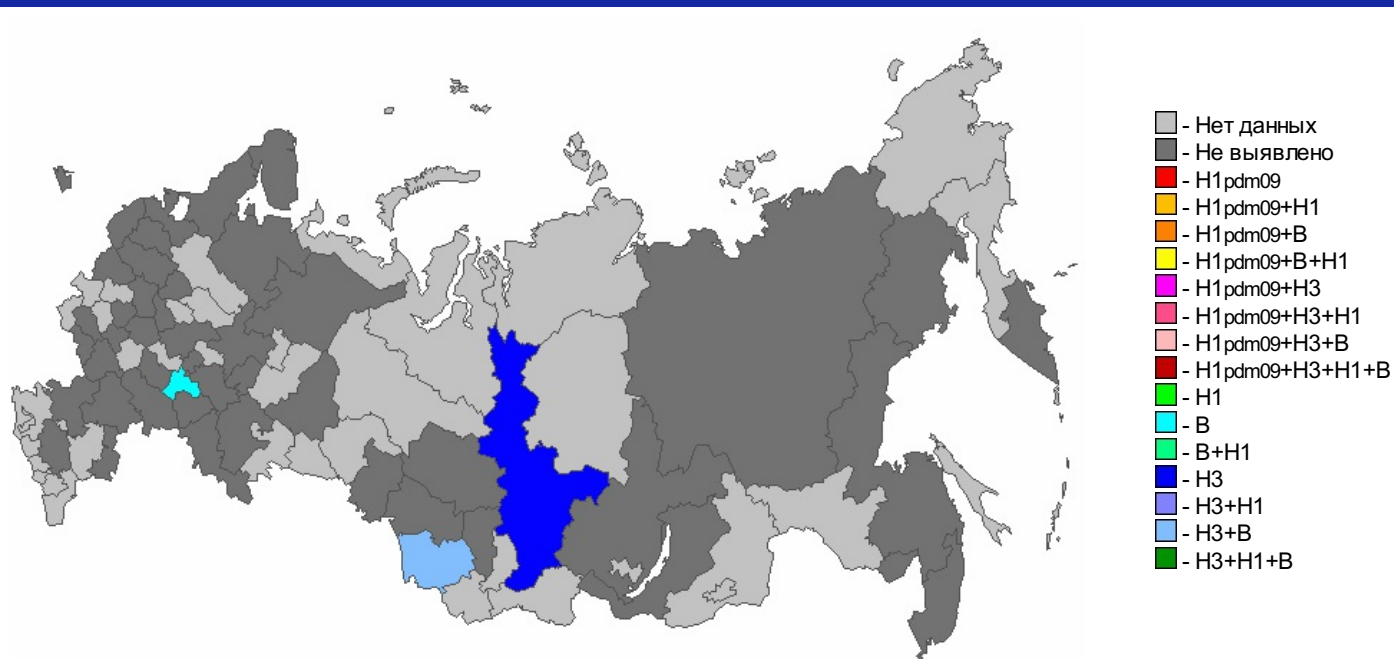 - Нет данных
- Не выявлено
- H1pdm09
- H1pdm09+H1
- H1pdm09+B
- H1pdm09+B+H1
- H1pdm09+H3
- H1pdm09+H3+H1
- H1pdm09+H3+B
- H1pdm09+H3+H1+B
- H1
- B
- B+H1
- H3
- H3+H1
- H3+B
- H3+H1+B